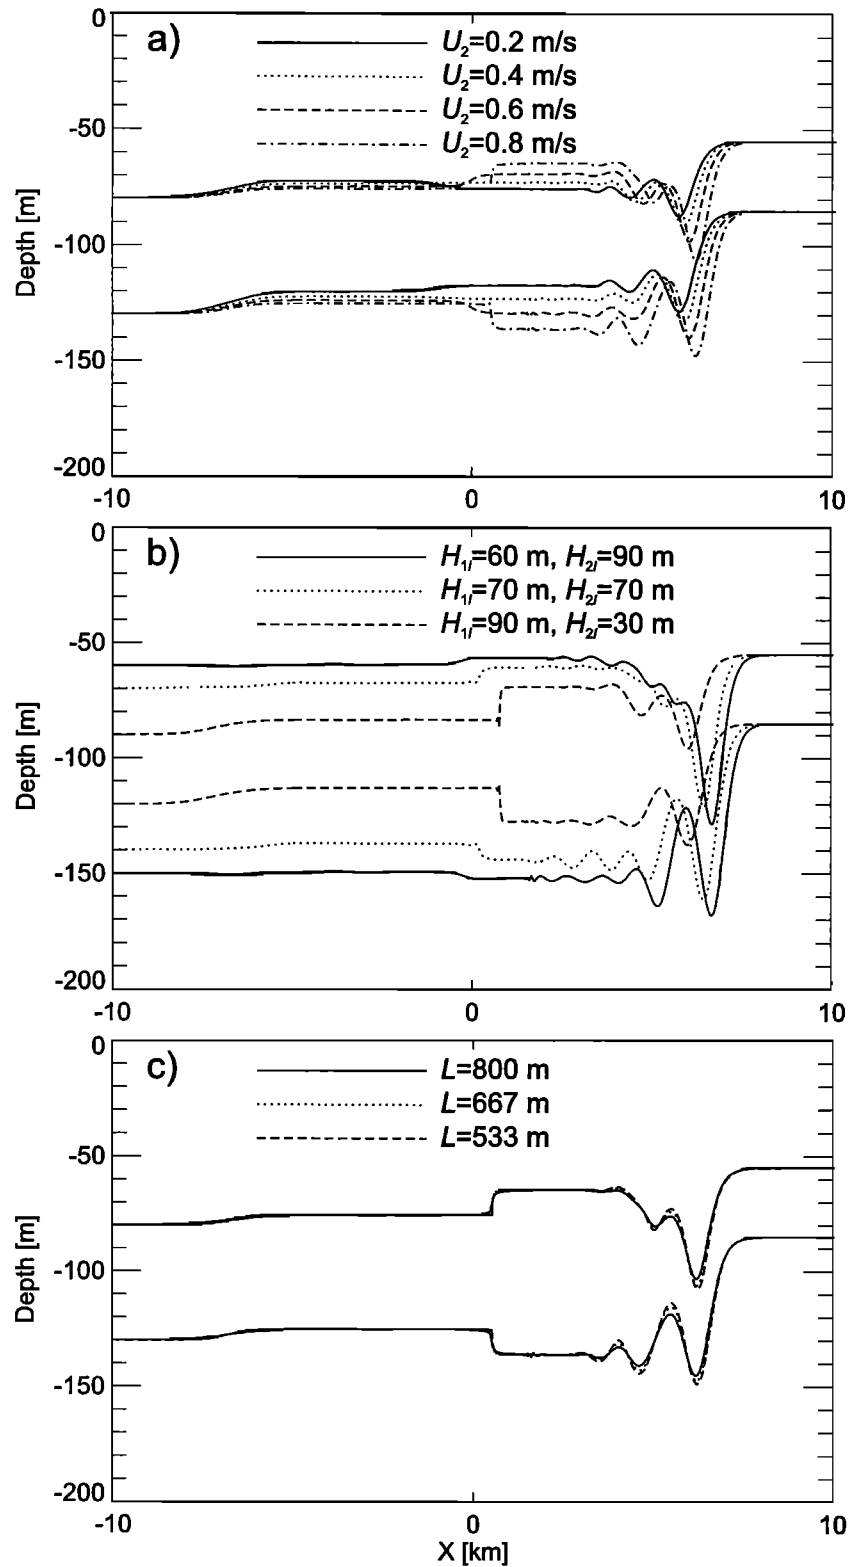 a)
U2=0.2 m/s
U2=0.4 m/s
U2=0.6 m/s
U2=0.8 m/s
0
-50
-100
-150
-200
Depth [m]
-10 0 10
b)
H1l=60 m, H2l=90 m
H1l=70 m, H2l=70 m
H1l=90 m, H2l=30 m
0
-50
-100
-150
-200
Depth [m]
-10 0 10
c)
L=800 m
L=667 m
L=533 m
0
-50
-100
-150
-200
Depth [m]
-10 0 10
X [km]